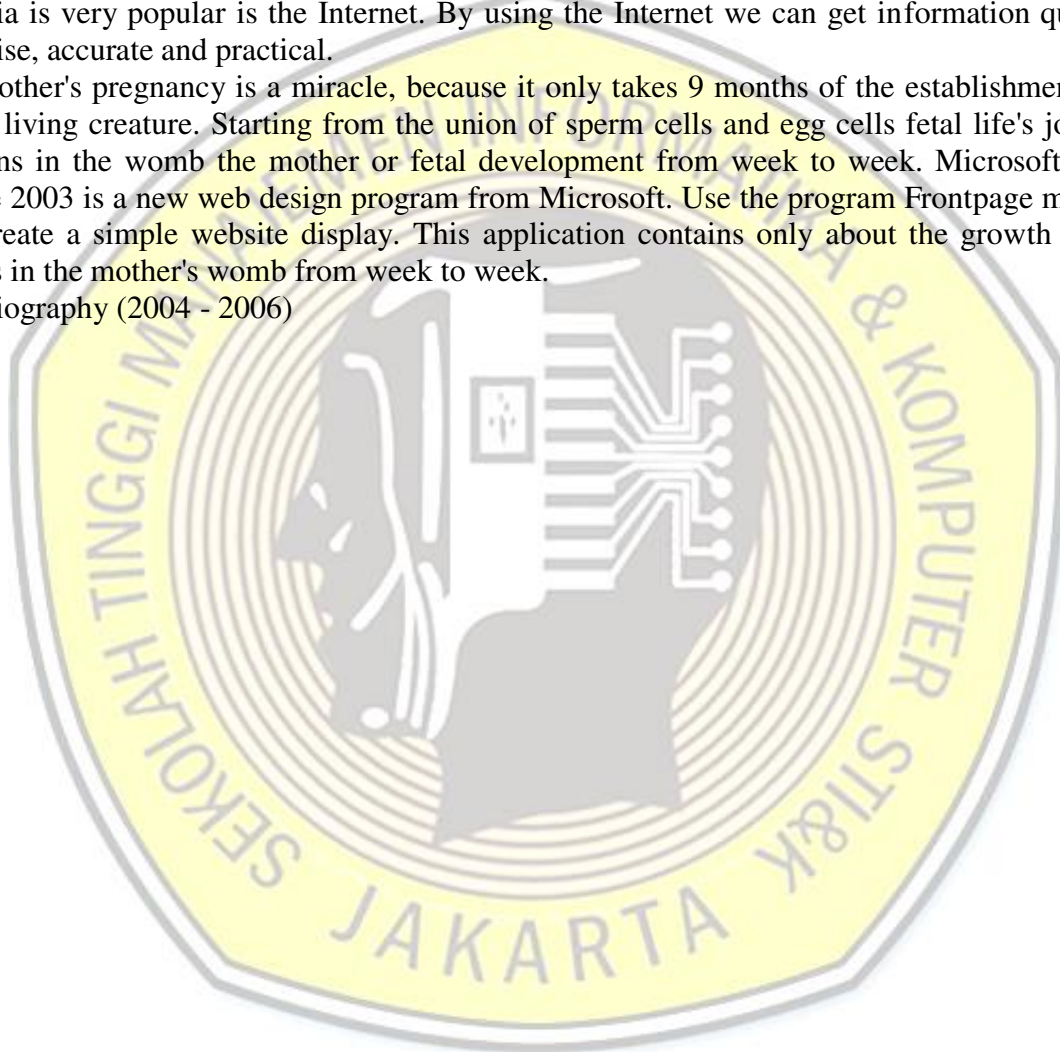 ia is very popular is the Internet. By using the Internet we can get information qu
ise, accurate and practical.
other's pregnancy is a miracle, because it only takes 9 months of the establishmen
living creature. Starting from the union of sperm cells and egg cells fetal life's jo
ns in the womb the mother or fetal development from week to week. Microsoft
2003 is a new web design program from Microsoft. Use the program Frontpage m
reate a simple website display. This application contains only about the growth
s in the mother's womb from week to week.
iography (2004 - 2006)
SEKOLAH TINGGI MANAJEMEN INFORMATIKA & KOMPUTER STI&K
JAKARTA